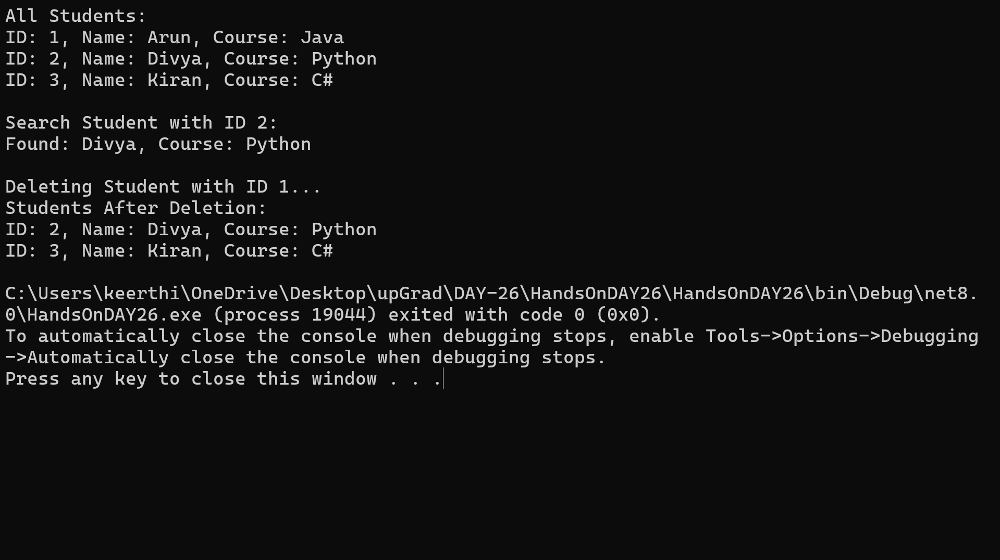 All Students:
ID: 1, Name: Arun, Course: Java
ID: 2, Name: Divya, Course: Python
ID: 3, Name: Kiran, Course: C#

Search Student with ID 2:
Found: Divya, Course: Python

Deleting Student with ID 1...
Students After Deletion:
ID: 2, Name: Divya, Course: Python
ID: 3, Name: Kiran, Course: C#

C:\Users\keerthi\OneDrive\Desktop\upGrad\DAY-26\HandsOnDAY26\HandsOnDAY26\bin\Debug\net8.
0\HandsOnDAY26.exe (process 19044) exited with code 0 (0x0).
To automatically close the console when debugging stops, enable Tools->Options->Debugging
->Automatically close the console when debugging stops.
Press any key to close this window . . .